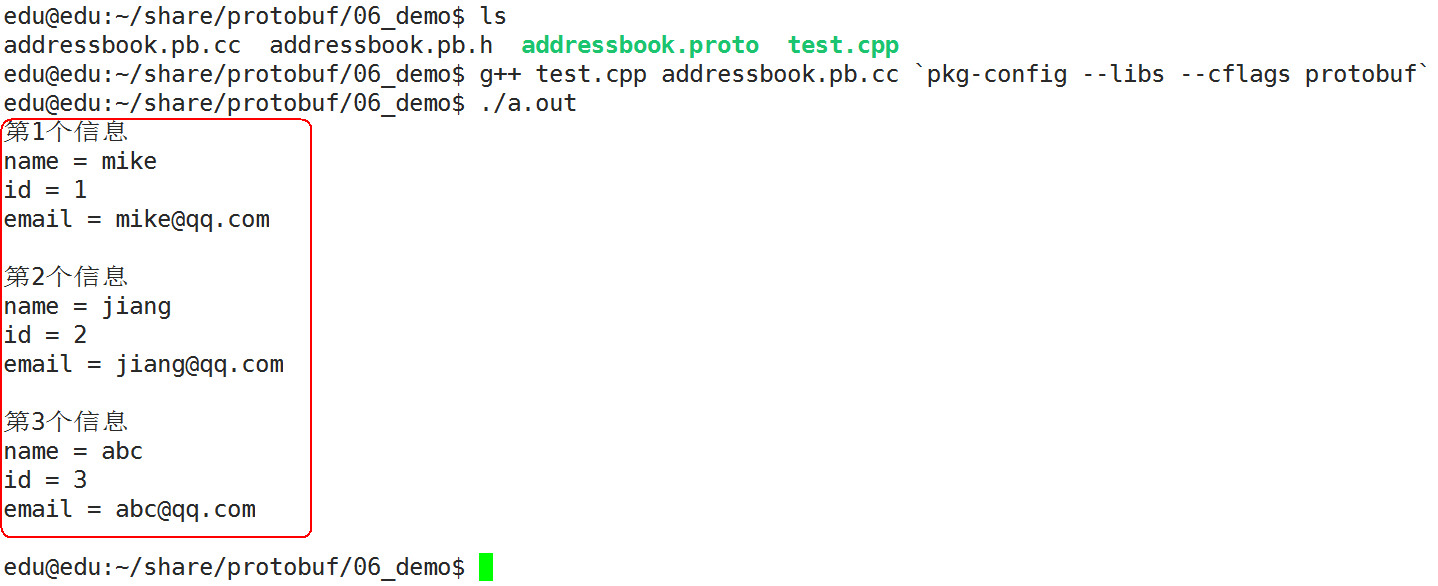 edu@edu:~/share/protobuf/06_demo$ ls
addressbook.pb.cc  addressbook.pb.h  addressbook.proto  test.cpp
edu@edu:~/share/protobuf/06_demo$ g++ test.cpp addressbook.pb.cc `pkg-config --libs --cflags protobuf`
edu@edu:~/share/protobuf/06_demo$ ./a.out
第1个信息
name = mike
id = 1
email = mike@qq.com
第2个信息
name = jiang
id = 2
email = jiang@qq.com
第3个信息
name = abc
id = 3
email = abc@qq.com
edu@edu:~/share/protobuf/06_demo$